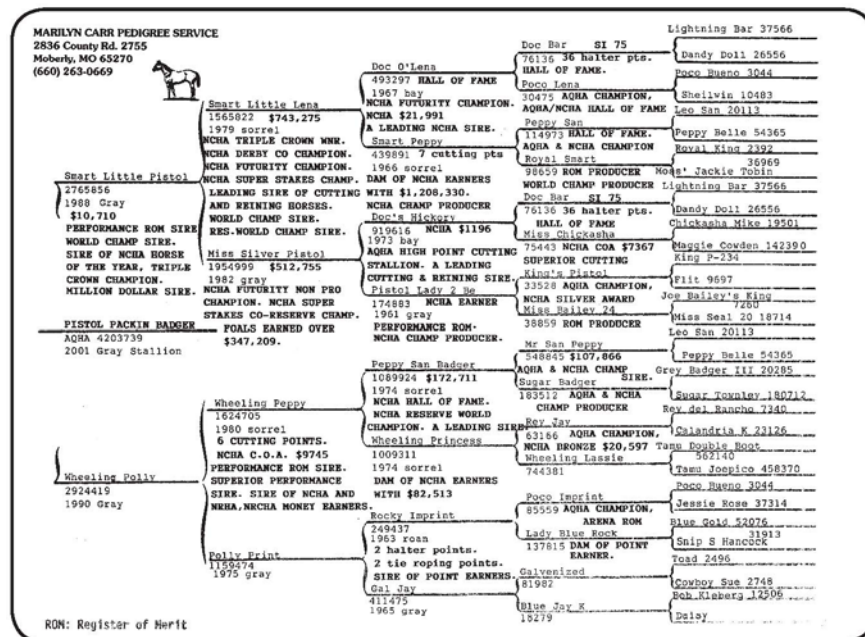 MARILYN CARR PEDIGREE SERVICE
2836 County Rd. 2755
Moberly, MO 65270
(660) 263-0669
Smart Little Pistol
2765856
1988 Gray
$10,710
PERFORMANCE ROM SIRE
WORLD CHAMP SIRE.
SIRE OF NCHA HORSE
OF THE YEAR, TRIPLE
CROWN CHAMPION.
MILLION DOLLAR SIRE.
PISTOL PACKIN BADGER
AQHA 4203739
2001 Gray Stallion
Wheeling Polly
2924419
1990 Gray
RON: Register of Merit
Smart Little Lena
1565822 $743,275
1979 sorrel
NCHA TRIPLE CROWN WNR.
NCHA DERBY CO CHAMPION.
NCHA FUTURITY CHAMPION.
NCHA SUPER STAKES CHAMP.
LEADING SIRE OF CUTTING
AND REINING HORSES.
WORLD CHAMP SIRE.
RES.WORLD CHAMP SIRE.
Miss Silver Pistol
1954999 $512,755
1982 gray
NCHA FUTURITY NON PRO
CHAMPION. NCHA SUPER
STAKES CO-RESERVE CHAMP.
FOALS EARNED OVER
$347,209.
Wheeling Peppy
1624705
1980 sorrel
6 CUTTING POINTS.
NCHA C.O.A. $9745
PERFORMANCE ROM SIRE.
SUPERIOR PERFORMANCE
SIRE. SIRE OF NCHA AND
NRHA,NRCHA MONEY EARNERS.
Polly Print
1159474
1975 gray
Doc O'Lena
493297 HALL OF FAME
1967 bay
NCHA FUTURITY CHAMPION.
NCHA $21,991
A LEADING NCHA SIRE.
Smart Peppy
439891 7 cutting pts
1966 sorrel
DAM OF NCHA EARNERS
WITH $1,208,330.
NCHA CHAMP PRODUCER
Doc's Hickory
919616 NCHA $1196
1973 bay
AQHA HIGH POINT CUTTING
STALLION. A LEADING
CUTTING & REINING SIRE.
Pistol Lady 2 Be
174883 NCHA EARNER
1961 gray
PERFORMANCE ROM·
NCHA CHAMP PRODUCER.
Peppy San Badger
1089924 $172,711
1974 sorrel
NCHA HALL OF FAME.
NCHA RESERVE WORLD
CHAMPION. A LEADING SIRE
Wheeling Princess
1009311
1974 sorrel
DAM OF NCHA EARNERS
WITH $82,513
Rocky Imprint
249437
1963 roan
2 halter points.
2 tie roping points.
SIRE OF POINT EARNERS.
Gal Jay
411475
1965 gray
Doc Bar SI 75
76136 36 halter pts.
HALL OF FAME.
Poco Lena
30475 AQHA CHAMPION,
AQHA/NCHA HALL OF FAME
Peppy San
114973 HALL OF FAME.
AQHA & NCHA CHAMPION
Royal Smart
98659 ROM PRODUCER
WORLD CHAMP PRODUCER
Doc Bar SI 75
76136 36 halter pts.
HALL OF FAME
Miss Chickasha
75443 NCHA COA $7367
SUPERIOR CUTTING
King's Pistol
33528 AQHA CHAMPION,
NCHA SILVER AWARD
Miss Bailey 24
38859 ROM PRODUCER
Mr San Peppy
548845 $107,866
AQHA & NCHA CHAMP
SIRE.
Sugar Badger
183512 AQHA & NCHA
CHAMP PRODUCER
Rey Jay
63166 AQHA CHAMPION,
NCHA BRONZE $20,597
Wheeling Lassie
744381
Poco Imprint
85559 AQHA CHAMPION,
ARENA ROM
Lady Blue Rock
137815 DAM OF POINT
EARNER.
Galvenized
81982
Blue Jay K
18279
Lightning Bar 37566
Dandy Doll 26556
Poco Bueno 3044
Sheilwin 10483
Leo San 20113
Peppy Belle 54365
Royal King 2392
36969
Moss' Jackie Tobin
Lightning Bar 37566
Dandy Doll 26556
Chickasha Mike 19501
Maggie Cowden 142390
King P-234
Flit 9697
Joe Bailey's King
7260
Miss Seal 20 18714
Leo San 20113
Peppy Belle 54365
Grey Badger III 20285
Sugar Townley 180712
Rey del Rancho 7340
Calandria K 23126
Tamu Double Boot
562140
Tamu Joepico 458370
Poco Bueno 3044
Jessie Rose 37314
Blue Gold 52076
31913
Snip S Hancock
Toad 2496
Cowboy Sue 2748
Bob Kleberg 12506
Daisy